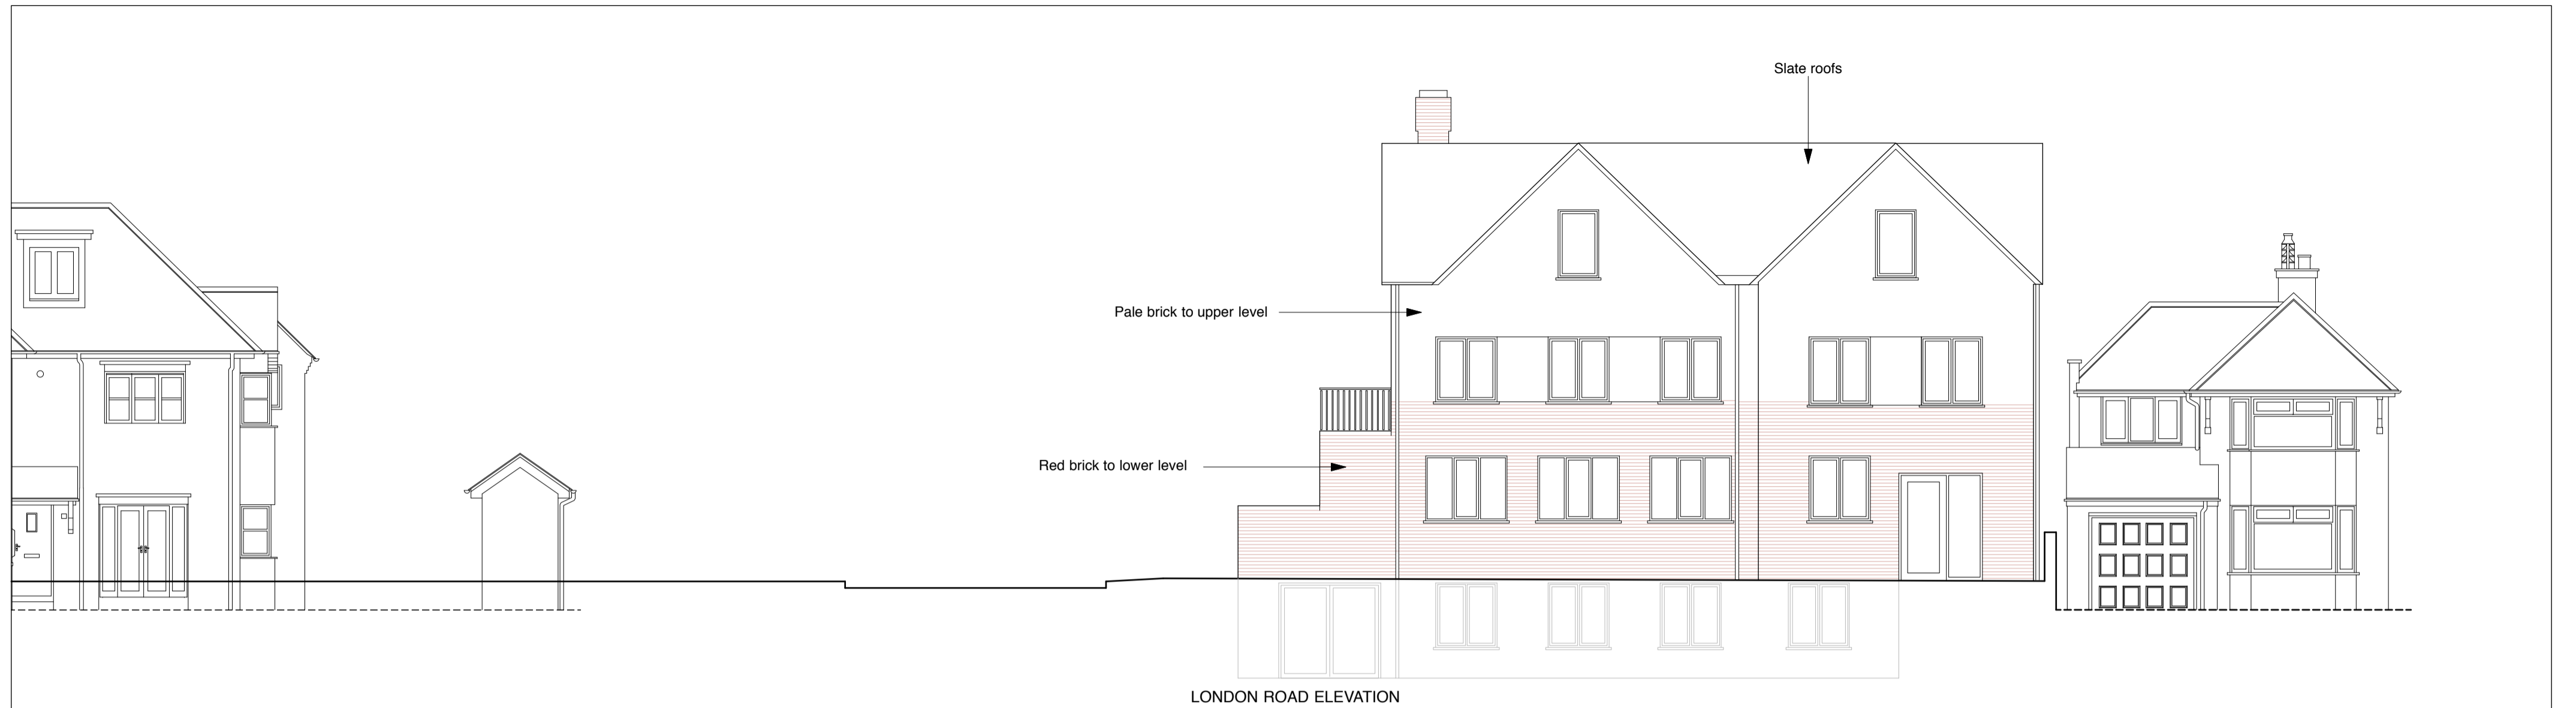 Slate roofs
Pale brick to upper level
Red brick to lower level
LONDON ROAD ELEVATION